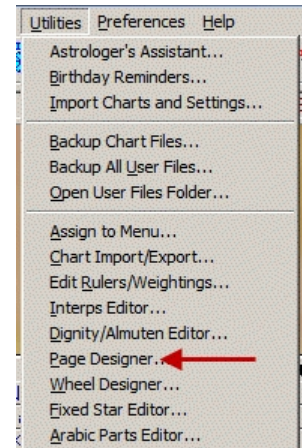 Utilities Preferences Help
Astrologer's Assistant...
Birthday Reminders...
Import Charts and Settings...
Backup Chart Files...
Backup All User Files...
Open User Files Folder...
Assign to Menu...
Chart Import/Export...
Edit Rulers/Weightings...
Interps Editor...
Dignity/Almuten Editor...
Page Designer...
Wheel Designer...
Fixed Star Editor...
Arabic Parts Editor...